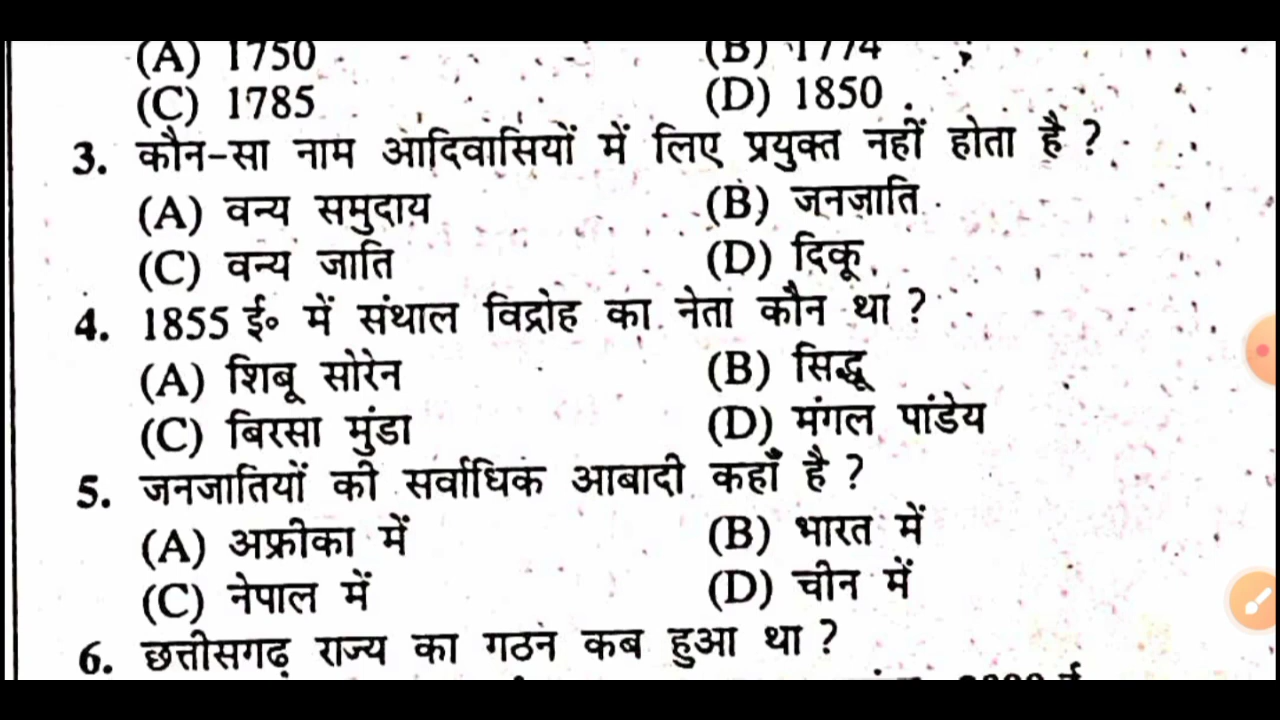 (A) 1750 (B) 1774
(C) 1785 (D) 1850
3. कौन-सा नाम आदिवासियों में लिए प्रयुक्त नहीं होता है ?
(A) वन्य समुदाय (B) जनजाति
(C) वन्य जाति (D) दिकू
4. 1855 ई॰ में संथाल विद्रोह का नेता कौन था ?
(A) शिबू सोरेन (B) सिद्धू
(C) बिरसा मुंडा (D) मंगल पांडेय
5. जनजातियों की सर्वाधिक आबादी कहाँ है ?
(A) अफ्रीका में (B) भारत में
(C) नेपाल में (D) चीन में
6. छत्तीसगढ़ राज्य का गठन कब हुआ था ?